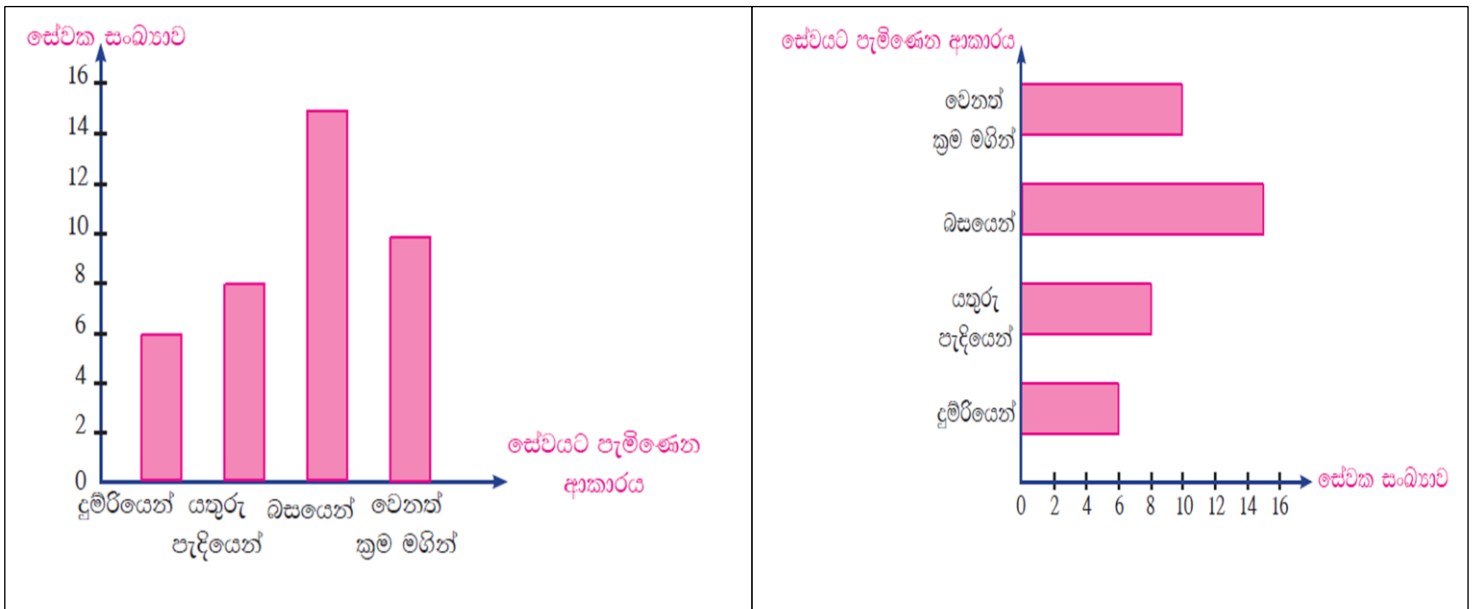 සේවක සංඛ්‍යාව
16
14
12
10
8
6
4
2
0
සේවයට පැමිණෙන
ආකාරය
දුම්රියෙන් යතුරු බසයෙන් වෙනත්
පැදියෙන් ක්‍රම මගින්
සේවයට පැමිණෙන ආකාරය
වෙනත්
ක්‍රම මගින්
බසයෙන්
යතුරු
පැදියෙන්
දුම්රියෙන්
සේවක සංඛ්‍යාව
0 2 4 6 8 10 12 14 16